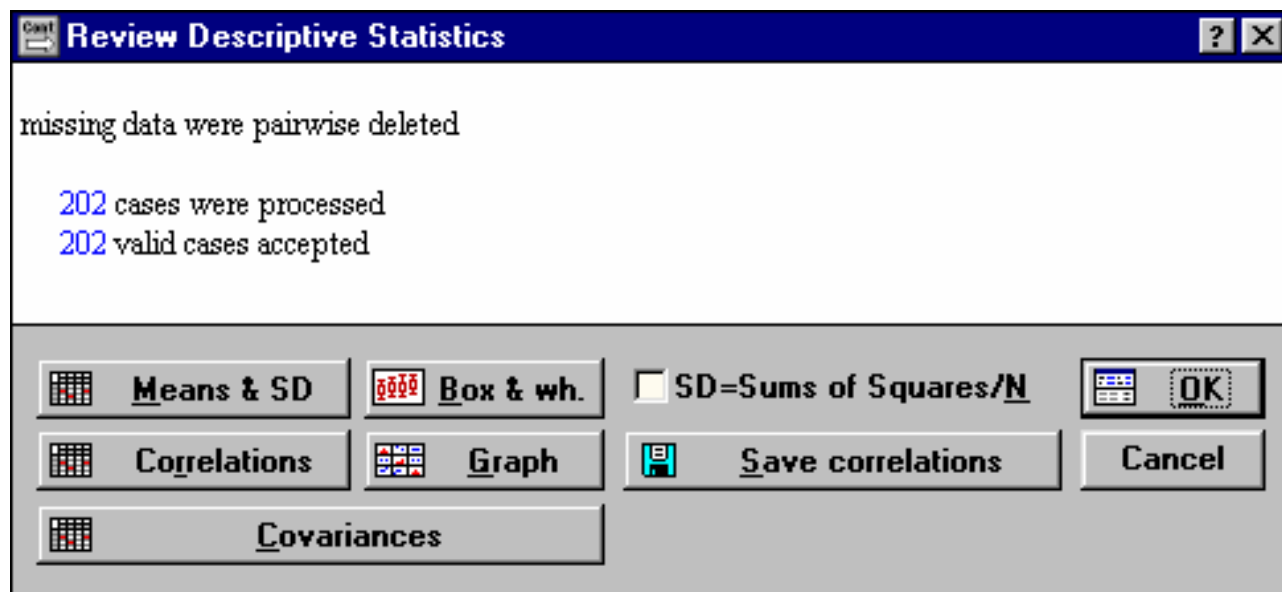 Cont
Review Descriptive Statistics
?
missing data were pairwise deleted
202 cases were processed
202 valid cases accepted
Means & SD
Box & wh.
SD=Sums of Squares/N
OK
Correlations
Graph
Save correlations
Cancel
Covariances